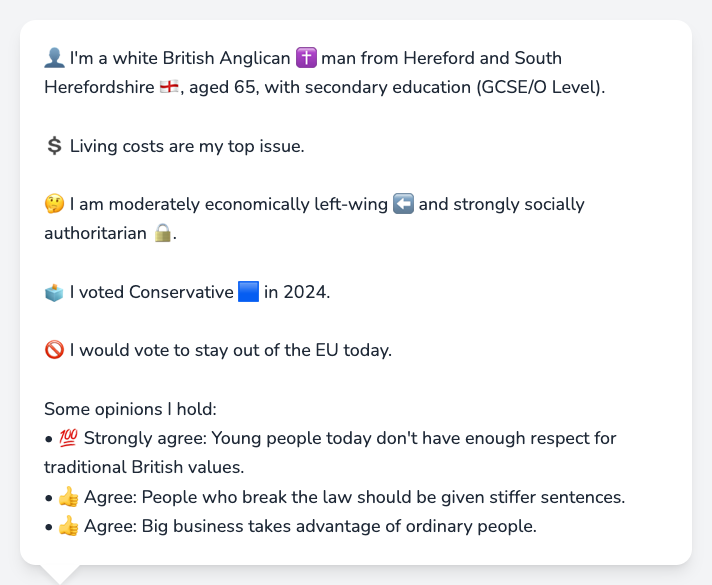 👤 I'm a white British Anglican ✝️ man from Hereford and South
Herefordshire 🏴󠁧󠁢󠁥󠁮󠁧󠁿, aged 65, with secondary education (GCSE/O Level).
💲 Living costs are my top issue.
🤔 I am moderately economically left-wing ⬅️ and strongly socially
authoritarian 🔒.
🗳️ I voted Conservative 🟦 in 2024.
🚫 I would vote to stay out of the EU today.
Some opinions I hold:
• 💯 Strongly agree: Young people today don't have enough respect for
traditional British values.
• 👍 Agree: People who break the law should be given stiffer sentences.
• 👍 Agree: Big business takes advantage of ordinary people.